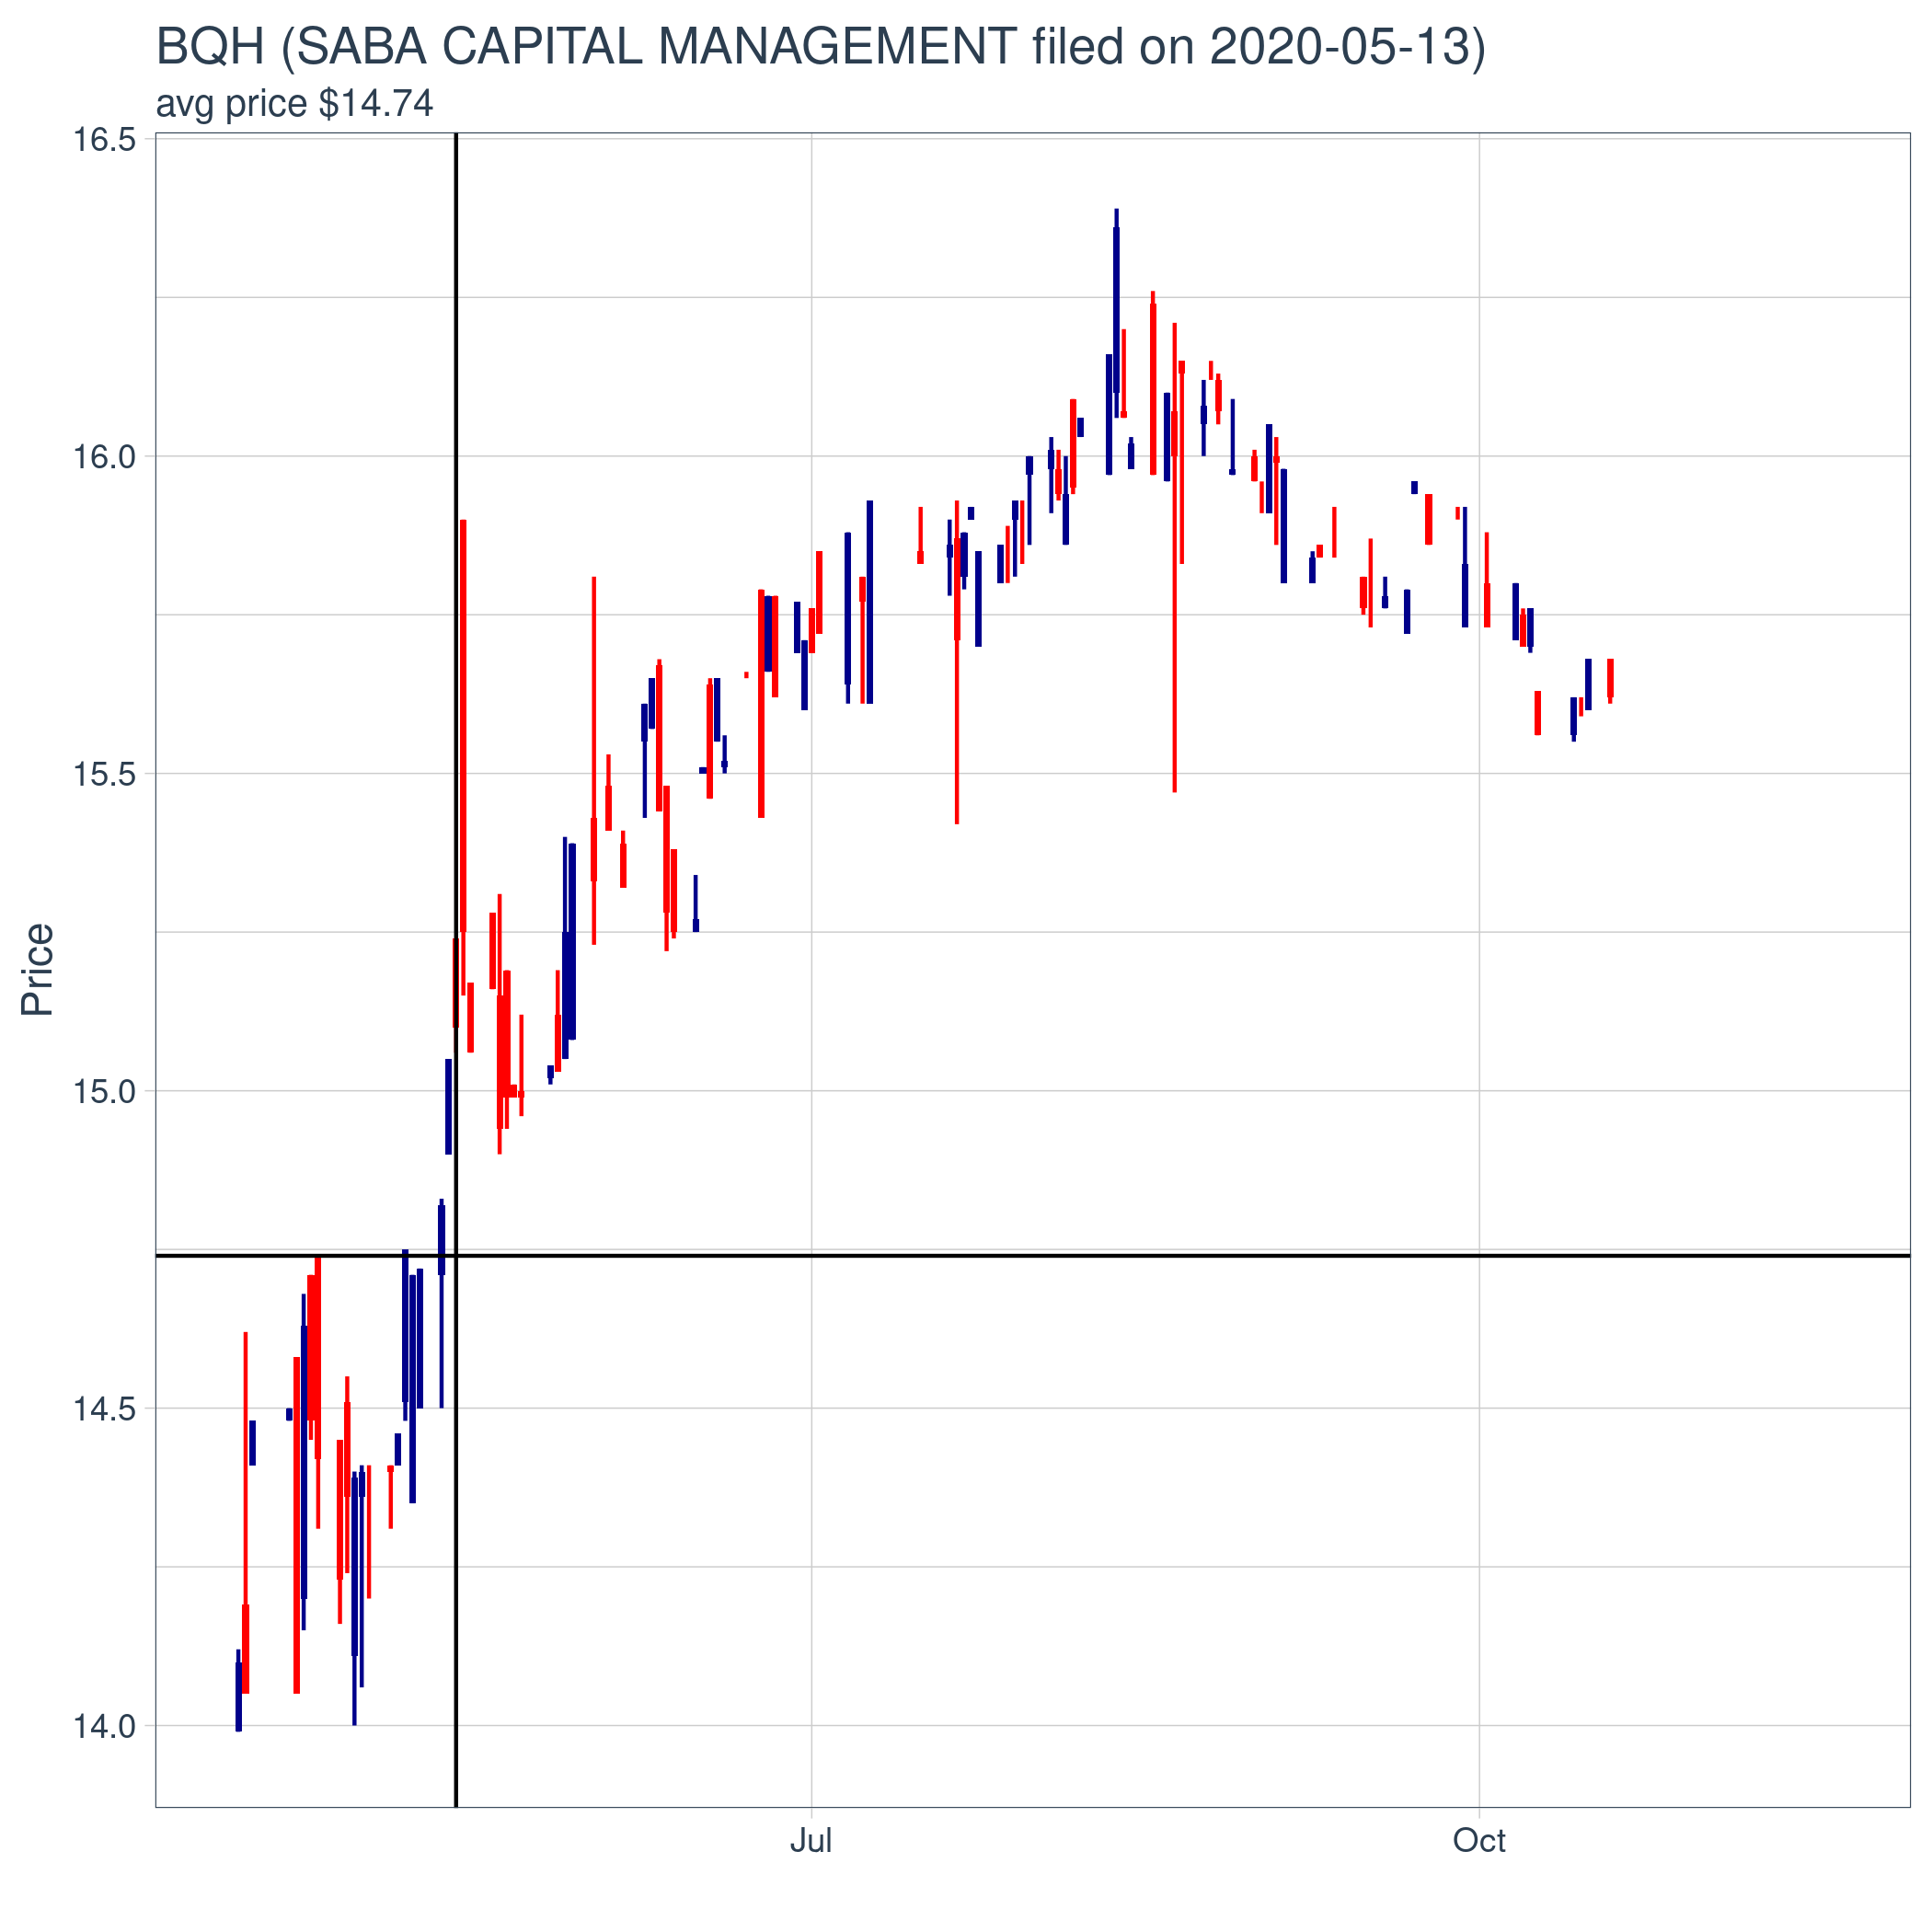 BQH (SABA CAPITAL MANAGEMENT filed on 2020-05-13)
avg price $14.74
16.5
16.0
15.5
15.0
14.5
14.0
Price
Jul
Oct